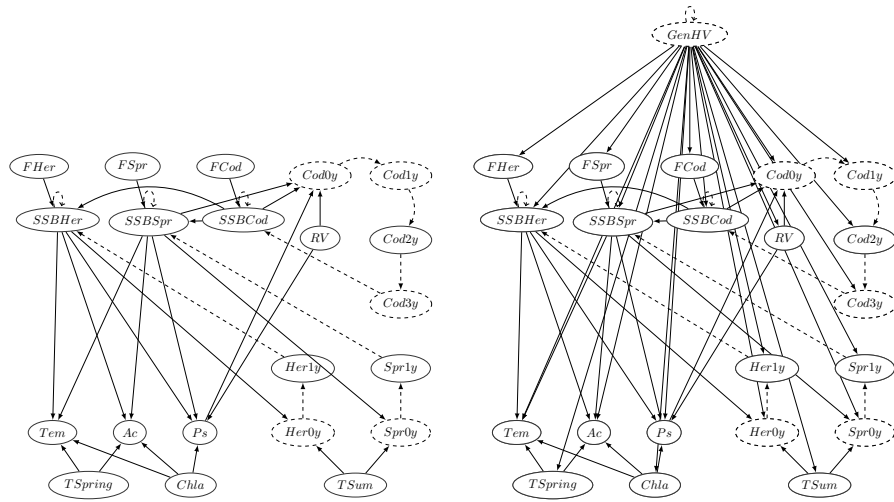 GenHV
FHer FSpr FCod Cod0y Cod1y
SSBHer SSBSpr SSBCod RV Cod2y
Cod3y
Her1y Spr1y
Tem Ac Ps Her0y Spr0y
TSpring Chla TSum
FHer FSpr FCod Cod0y Cod1y
SSBHer SSBSpr SSBCod RV Cod2y
Cod3y
Her1y Spr1y
Tem Ac Ps Her0y Spr0y
TSpring Chla TSum